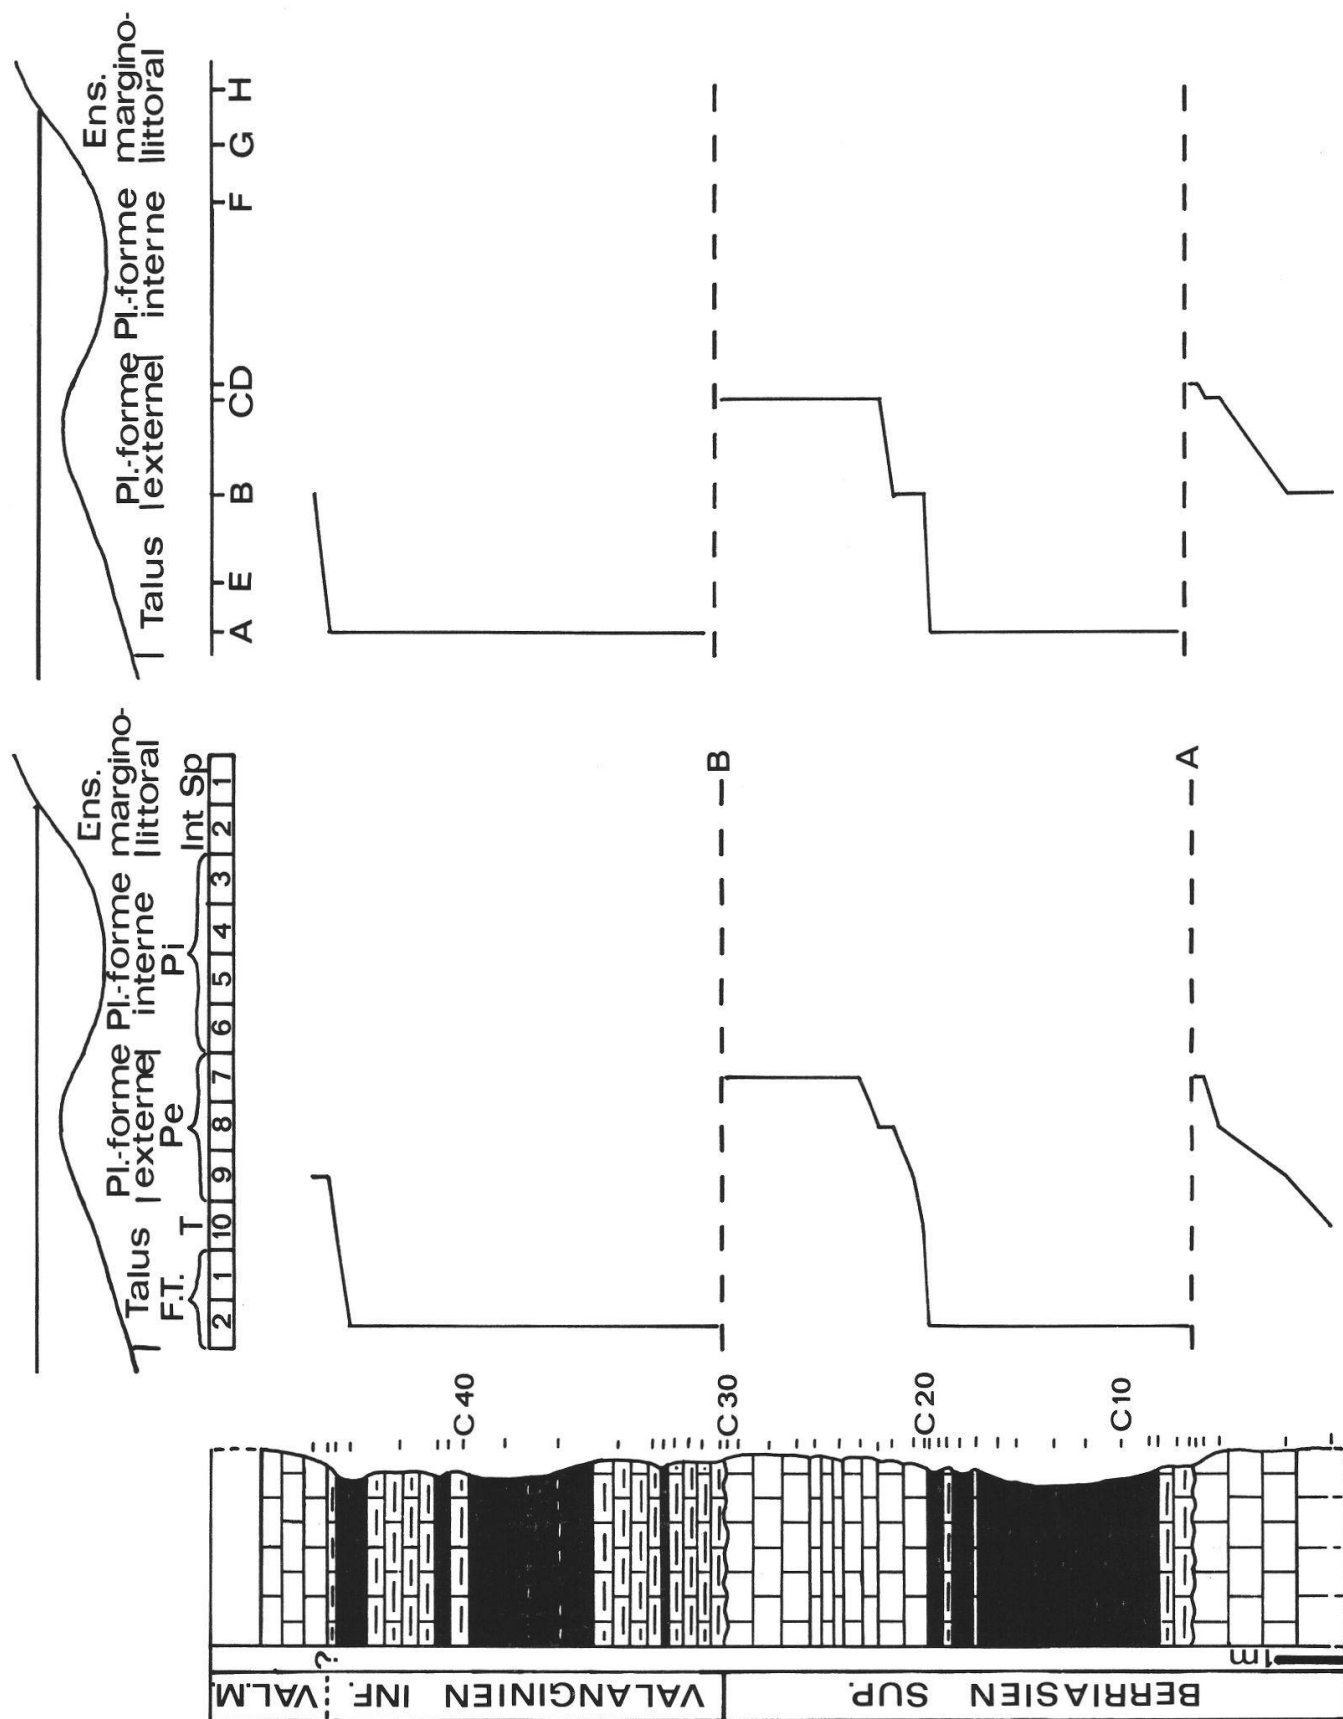 Ens.
Pl.-forme Pl.-forme margino-
Talus externe interne littoral
A E B C D F G H
Ens.
Pl.-forme Pl.-forme margino-
Talus externe interne littoral
F.T. T Pe Pi Int Sp
2 1 10 9 8 7 6 5 4 3 2 1
B
A
C 40
C 30
C 20
C 10
1m
?
VAL.M.
VALANGINIEN INF.
BERRIASIEN SUP.